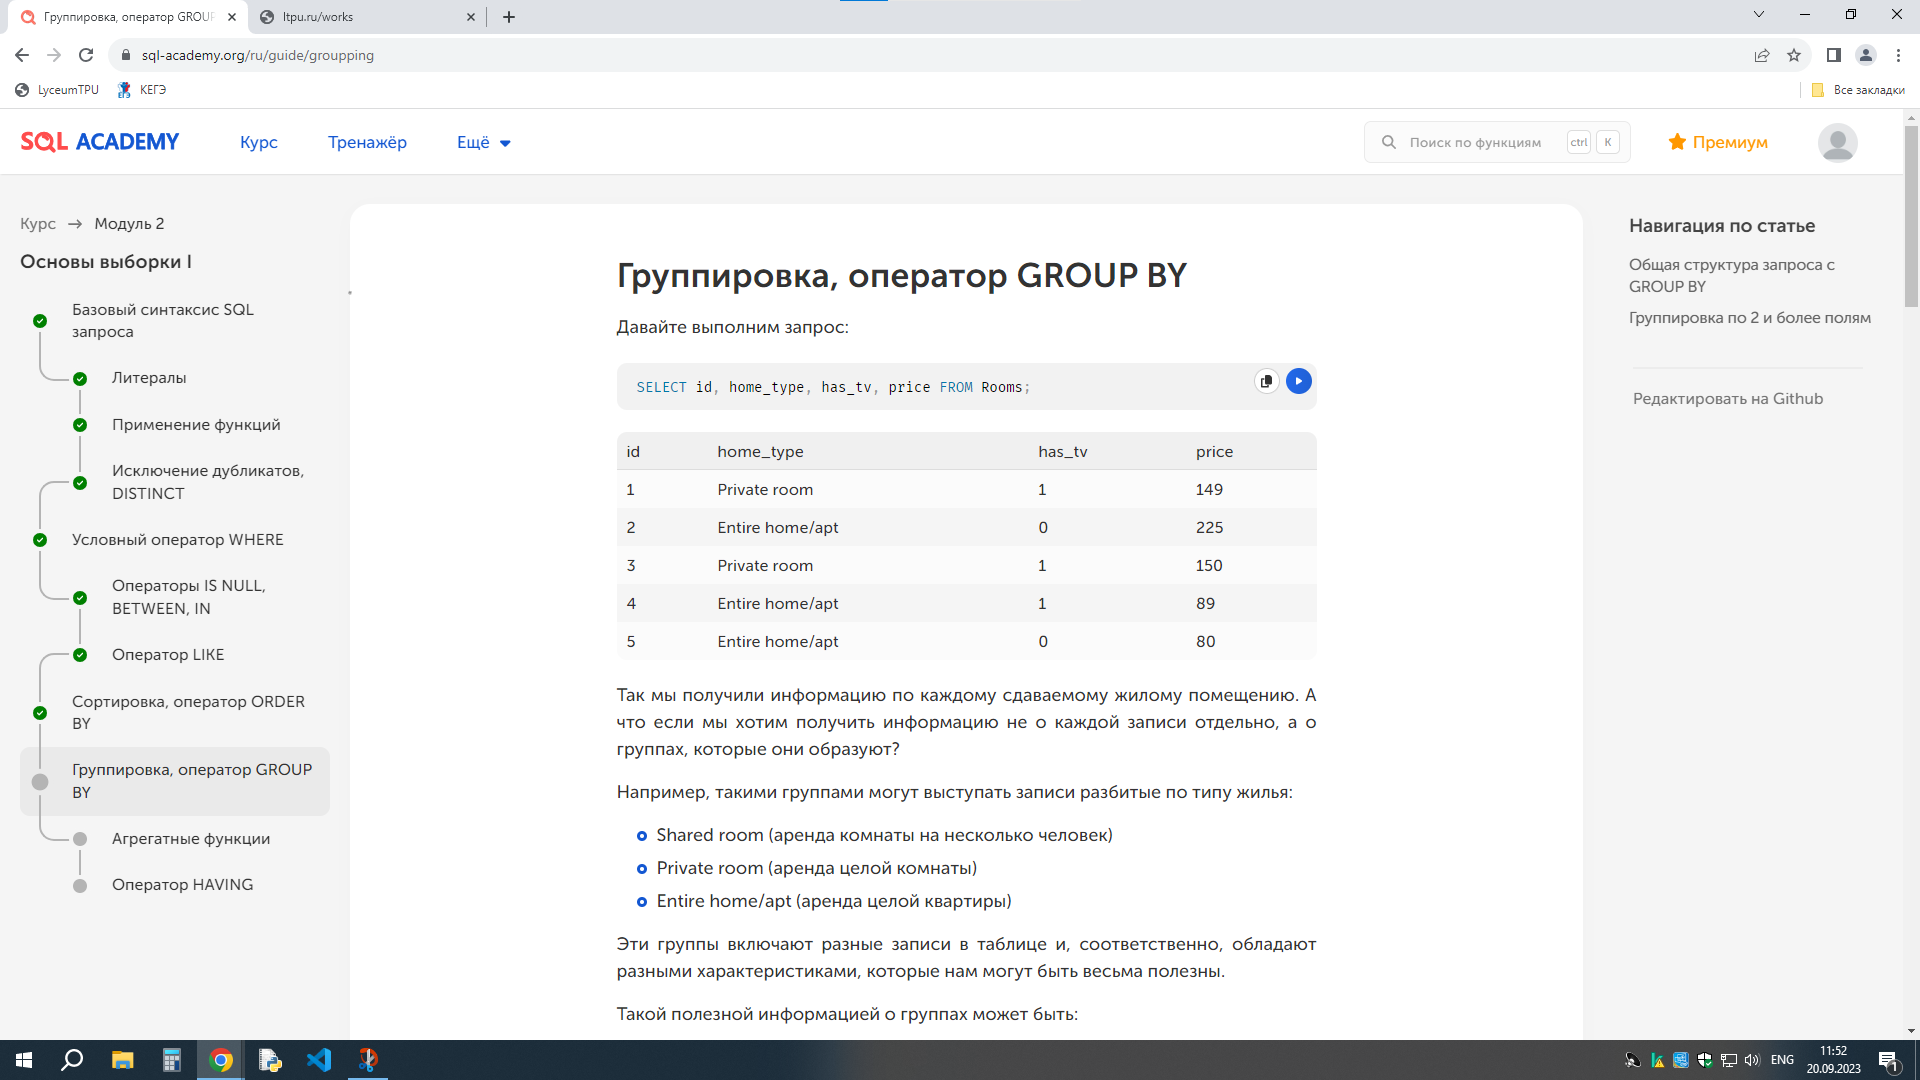 Группировка, оператор GROUP
ltpu.ru/works
sql-academy.org/ru/guide/groupping
LyceumTPU
КЕГЭ
Все закладки
SQL ACADEMY
Курс
Тренажёр
Ещё
Поиск по функциям
ctrl
K
Премиум
Курс → Модуль 2
Основы выборки I
Базовый синтаксис SQL
запроса
Литералы
Применение функций
Исключение дубликатов,
DISTINCT
Условный оператор WHERE
Операторы IS NULL,
BETWEEN, IN
Оператор LIKE
Сортировка, оператор ORDER
BY
Группировка, оператор GROUP
BY
Агрегатные функции
Оператор HAVING
Группировка, оператор GROUP BY
Давайте выполним запрос:
SELECT id, home_type, has_tv, price FROM Rooms;
id home_type has_tv price
1 Private room 1 149
2 Entire home/apt 0 225
3 Private room 1 150
4 Entire home/apt 1 89
5 Entire home/apt 0 80
Так мы получили информацию по каждому сдаваемому жилому помещению. А
что если мы хотим получить информацию не о каждой записи отдельно, а о
группах, которые они образуют?
Например, такими группами могут выступать записи разбитые по типу жилья:
Shared room (аренда комнаты на несколько человек)
Private room (аренда целой комнаты)
Entire home/apt (аренда целой квартиры)
Эти группы включают разные записи в таблице и, соответственно, обладают
разными характеристиками, которые нам могут быть весьма полезны.
Такой полезной информацией о группах может быть:
Навигация по статье
Общая структура запроса с
GROUP BY
Группировка по 2 и более полям
Редактировать на Github
ENG
11:52
20.09.2023
1